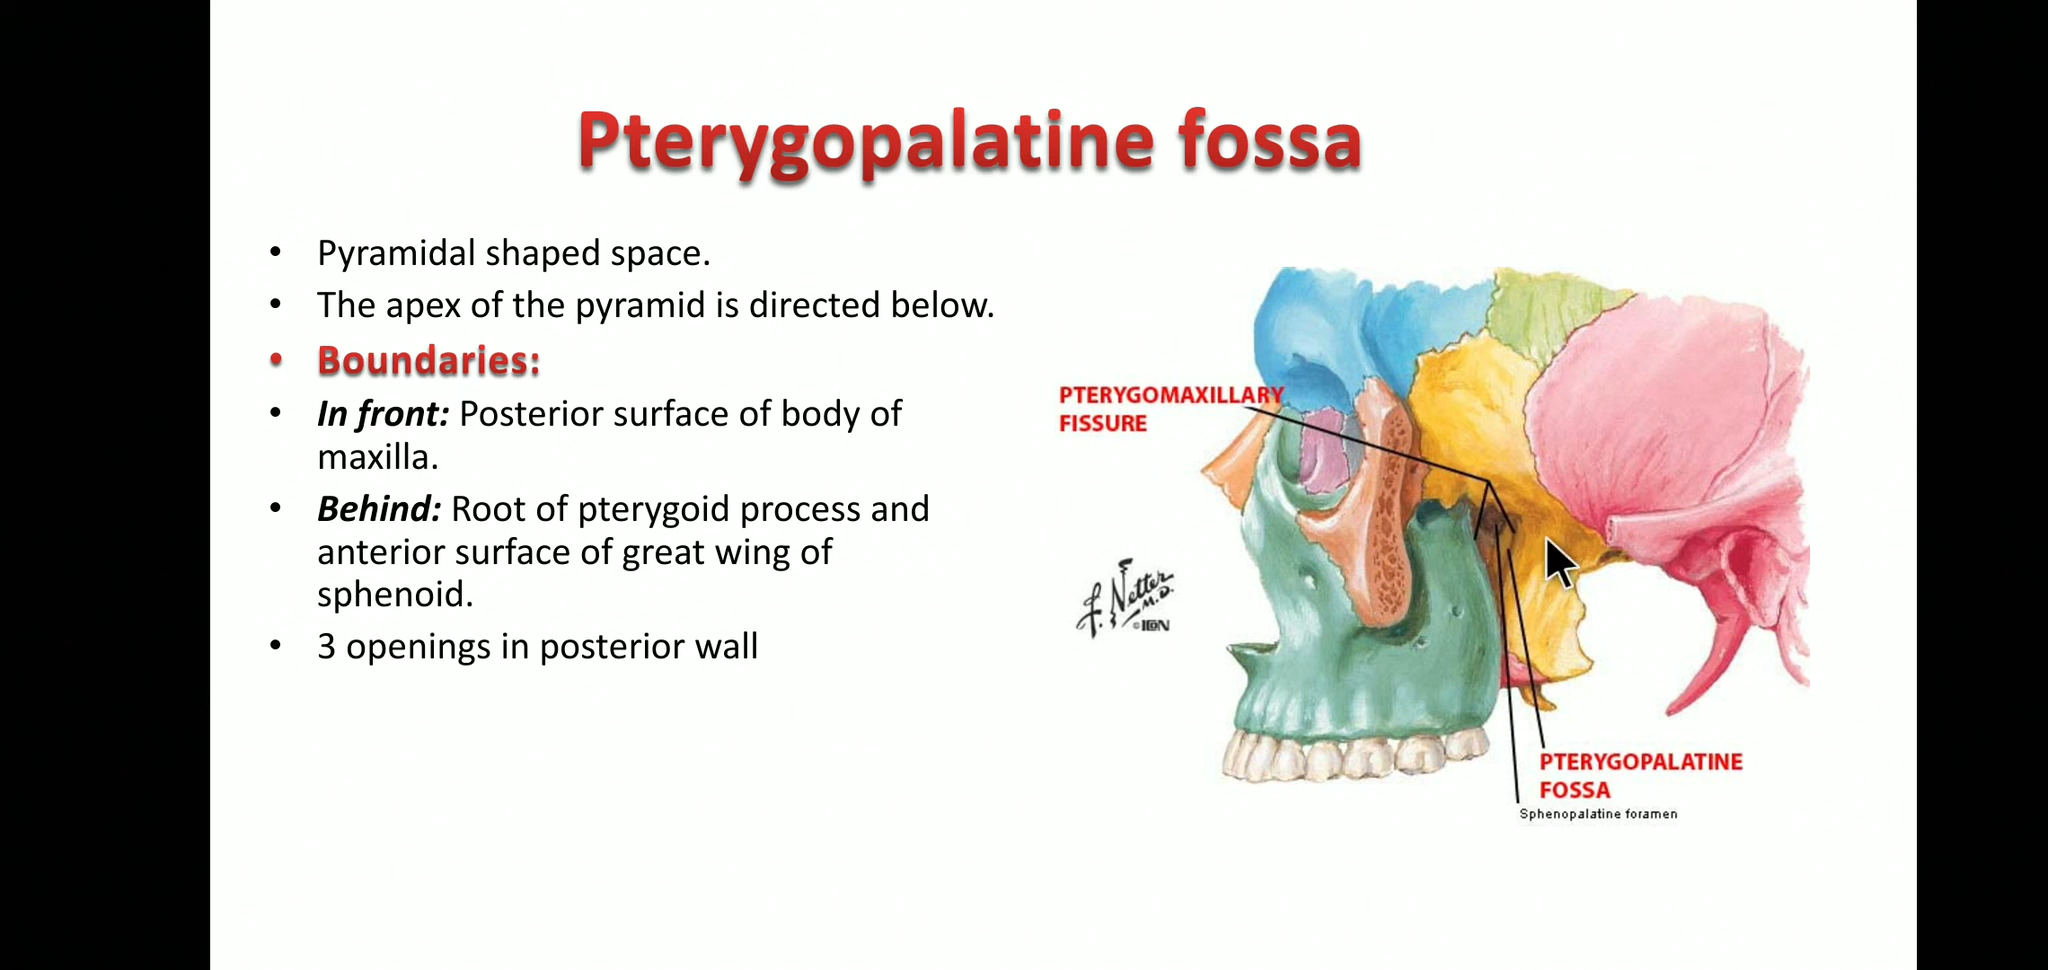 Pterygopalatine fossa
• Pyramidal shaped space.
• The apex of the pyramid is directed below.
• Boundaries:
• In front: Posterior surface of body of
maxilla.
• Behind: Root of pterygoid process and
anterior surface of great wing of
sphenoid.
• 3 openings in posterior wall
PTERYGOMAXILLARY
FISSURE
F. Netter
M.D.
©ICON
PTERYGOPALATINE
FOSSA
Sphenopalatine foramen